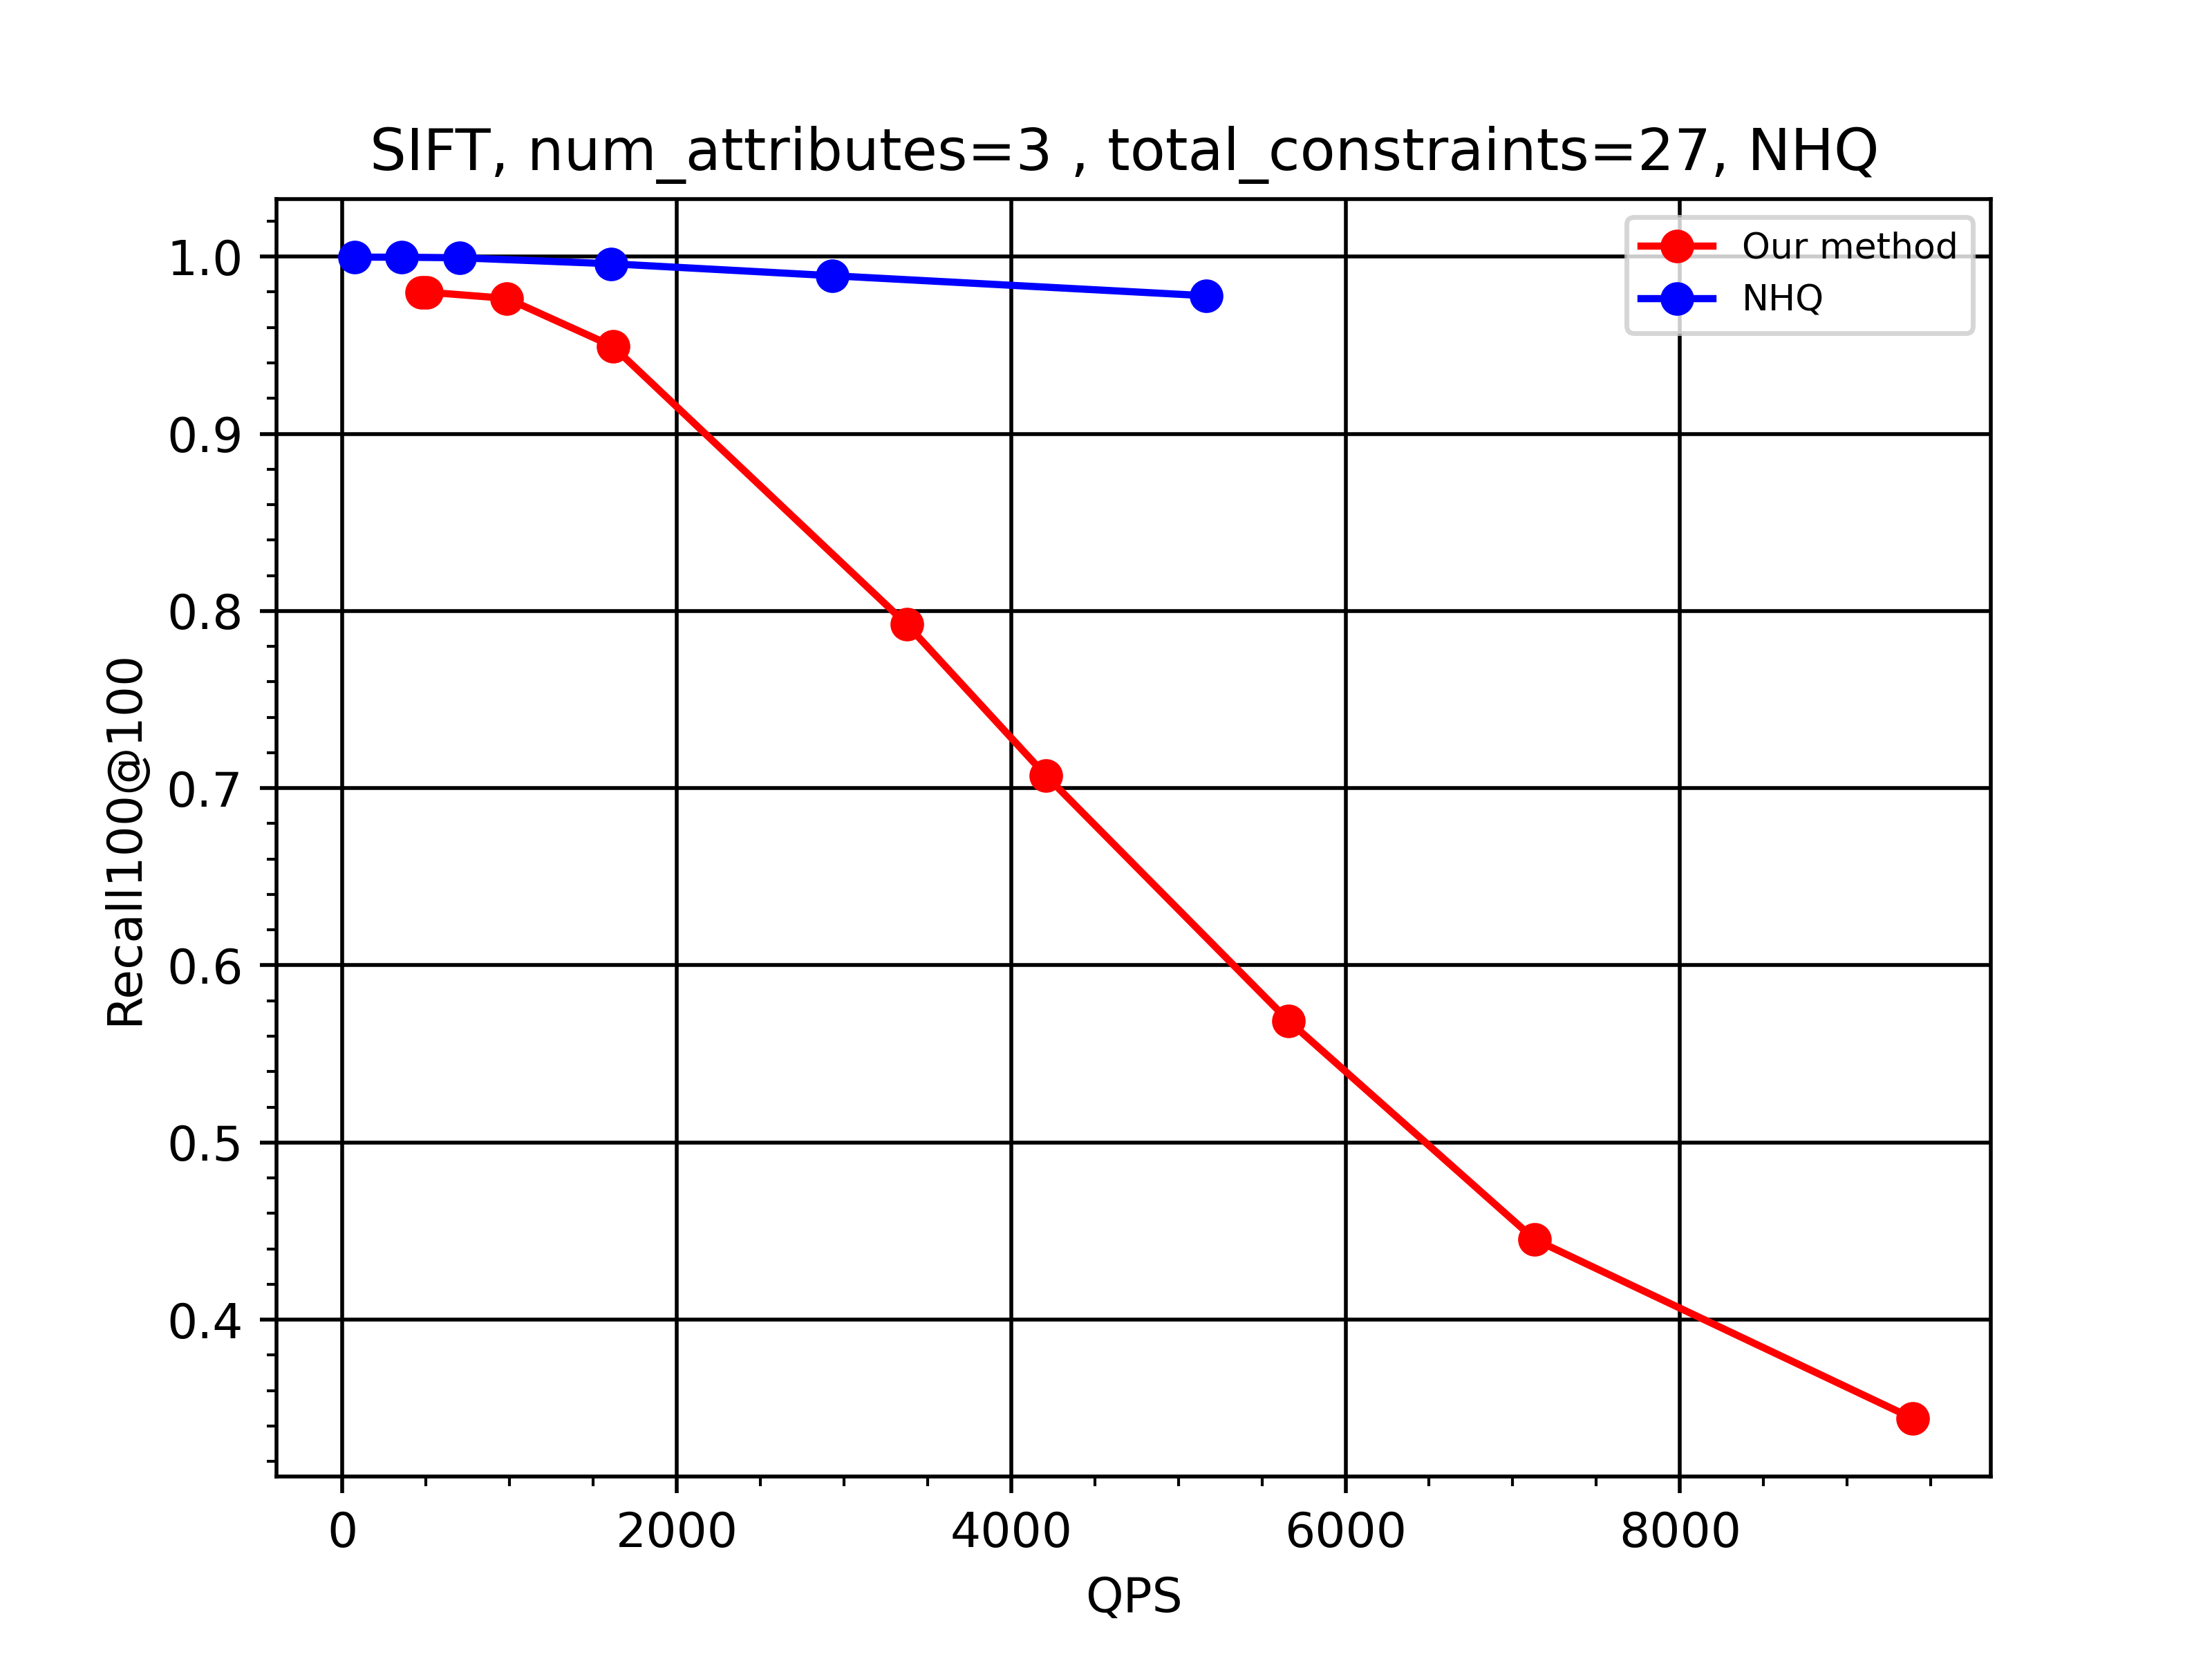 SIFT, num_attributes=3 , total_constraints=27, NHQ
Our method
NHQ
1.0
0.9
0.8
0.7
0.6
0.5
0.4
Recall100@100
0 2000 4000 6000 8000
QPS